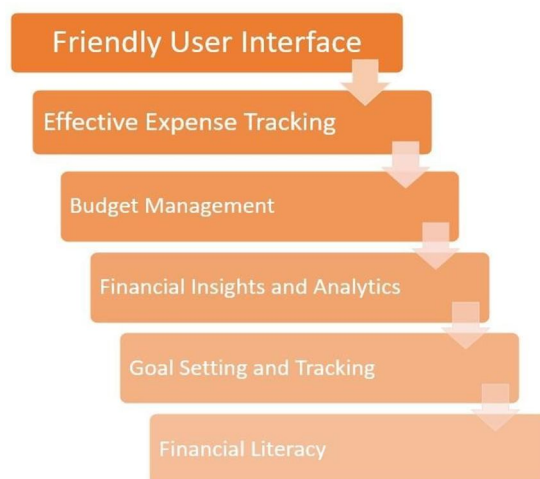 Friendly User Interface
Effective Expense Tracking
Budget Management
Financial Insights and Analytics
Goal Setting and Tracking
Financial Literacy